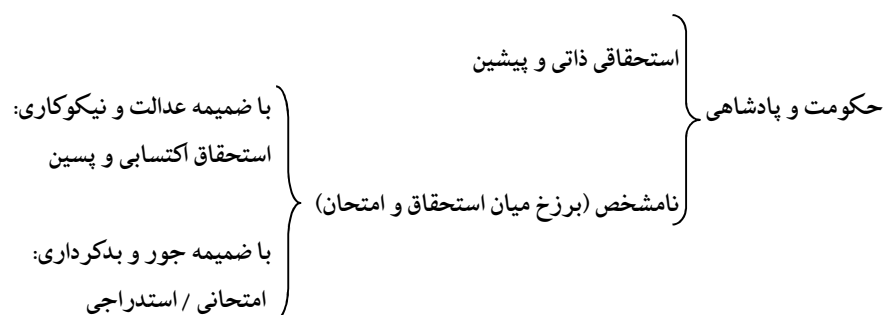 حکومت و پادشاهی
استحقاقی ذاتی و پیشین
نامشخص (برزخ میان استحقاق و امتحان)
با ضمیمه عدالت و نیکوکاری:
استحقاق اکتسابی و پسین
با ضمیمه جور و بدکرداری:
امتحانی / استدراجی